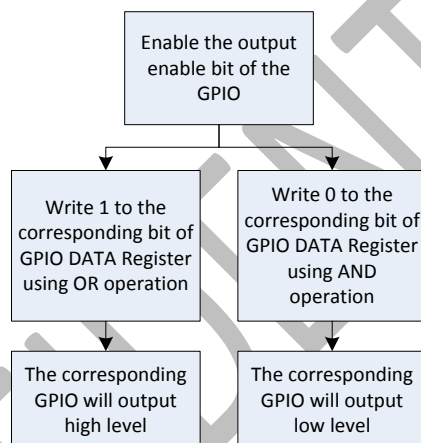 Enable the output
enable bit of the
GPIO
Write 1 to the
corresponding bit of
GPIO DATA Register
using OR operation
Write 0 to the
corresponding bit of
GPIO DATA Register
using AND
operation
The corresponding
GPIO will output
high level
The corresponding
GPIO will output
low level